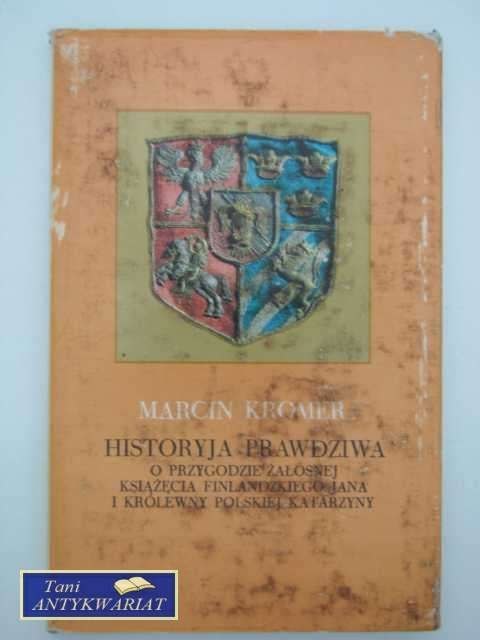 MARCIN KROMER
HISTORYJA PRAWDZIWA
O PRZYGODZIE ŻAŁOSNEJ
KSIĄŻĘCIA FINLANDZKIEGO JANA
I KRÓLEWNY POLSKIEJ KATARZYNY
Tani
ANTYKWARIAT